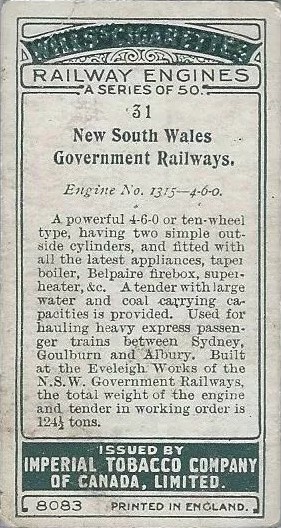 RAILWAY ENGINES
A SERIES OF 50.
31
New South Wales
Government Railways.
Engine No. 1315—4-6-0.
A powerful 4-6-0 or ten-wheel
type, having two simple out-
side cylinders, and fitted with
all the latest appliances, taper
boiler, Belpaire firebox, super-
heater, &c. A tender with large
water and coal carrying ca-
pacities is provided. Used for
hauling heavy express passen-
ger trains between Sydney,
Goulburn and Albury. Built
at the Eveleigh Works of the
N.S.W. Government Railways,
the total weight of the engine
and tender in working order is
124½ tons.
ISSUED BY
IMPERIAL TOBACCO COMPANY
OF CANADA, LIMITED.
8083 PRINTED IN ENGLAND.